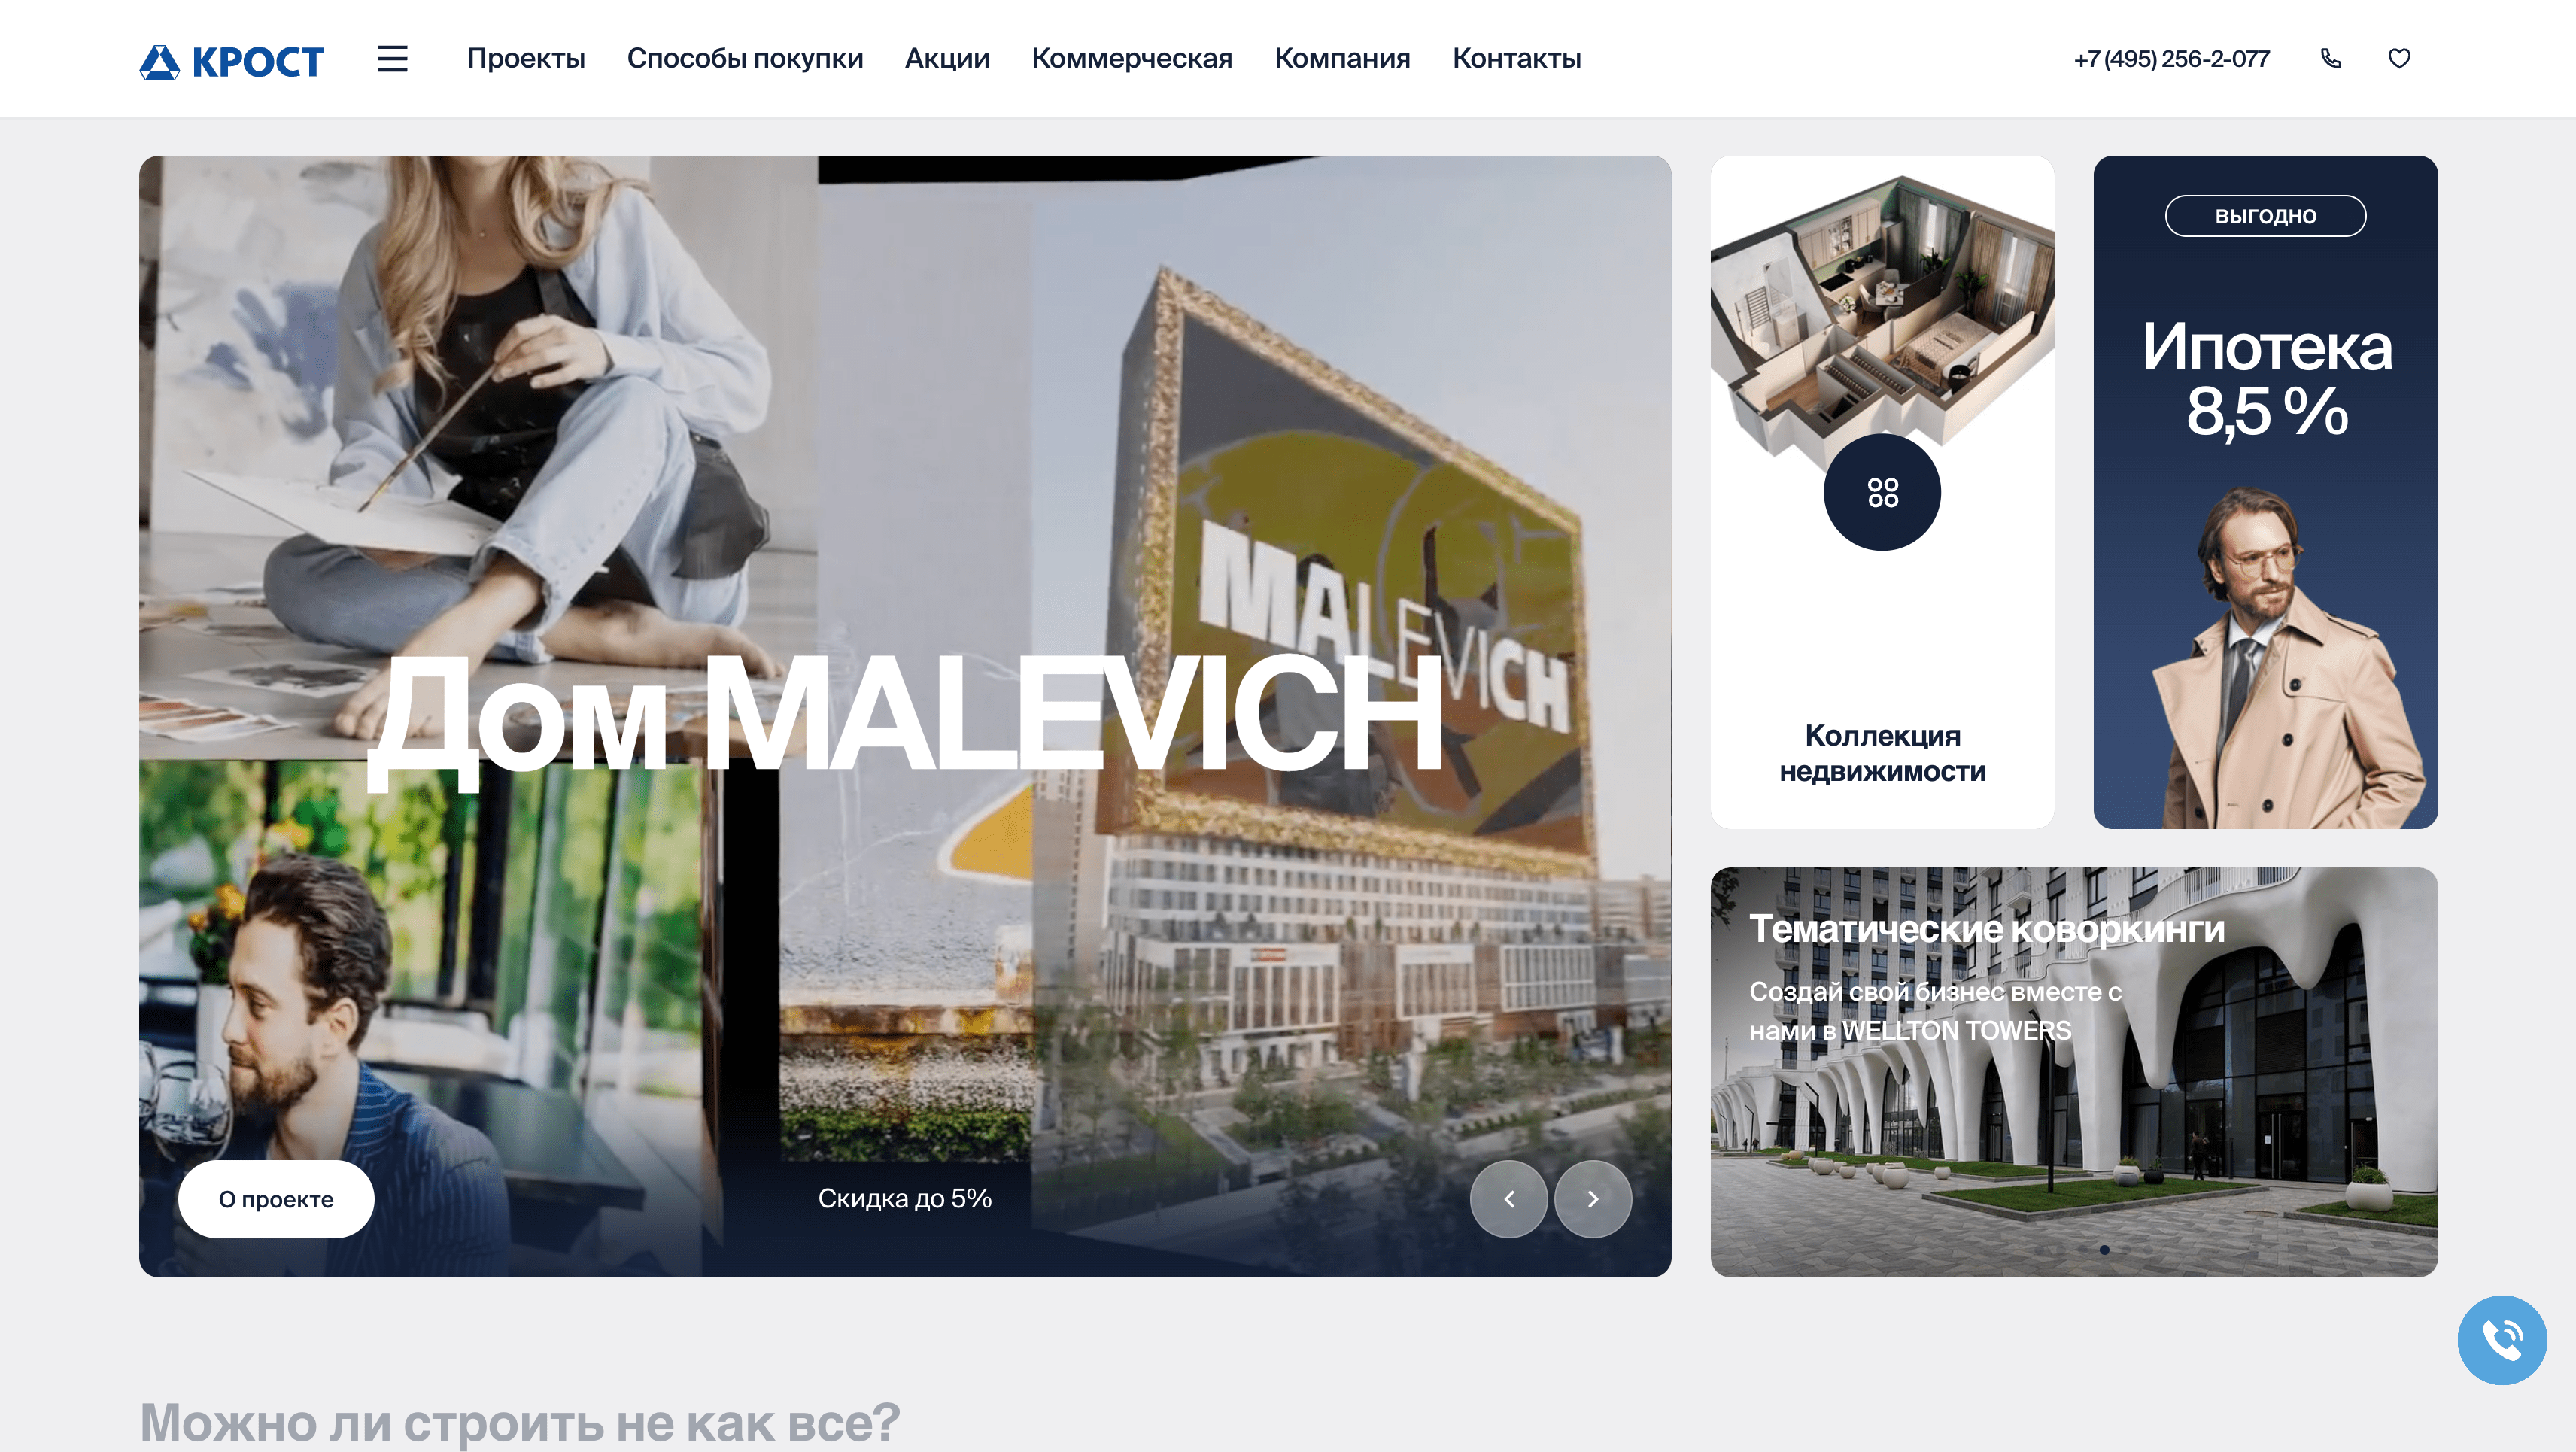 КРОСТ
Проекты
Способы покупки
Акции
Коммерческая
Компания
Контакты
+7 (495) 256-2-077
MALEVICH
Дом MALEVICH
О проекте
Скидка до 5%
Коллекция
недвижимости
ВЫГОДНО
Ипотека
8,5 %
Тематические коворкинги
Создай свой бизнес вместе с
нами в WELLTON TOWERS
Можно ли строить не как все?